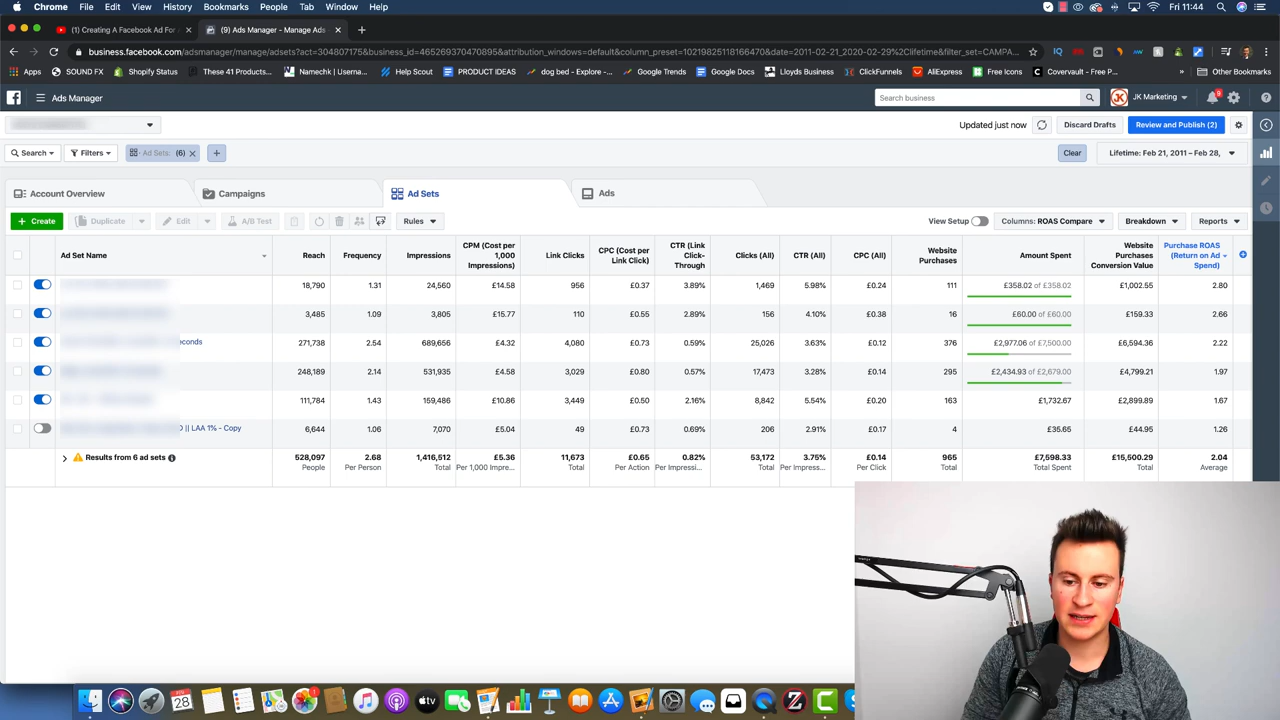 Chrome File Edit View History Bookmarks People Tab Window Help Fri 11:44
(1) Creating A Facebook Ad For A
(9) Ads Manager - Manage Ads
business.facebook.com/adsmanager/manage/adsets?act=304807175&business_id=465269370470895&attribution_windows=default&column_preset=10219825118166470&date=2011-02-21_2020-02-29%2Clifetime&filter_set=CAMPA...
Apps SOUND FX Shopify Status These 41 Product... Namechk | Userna... Help Scout PRODUCT IDEAS dog bed - Explore -... Google Trends Google Docs Lloyds Business ClickFunnels AliExpress Free Icons Covervault - Free P... » Other Bookmarks
Ads Manager Search business JK Marketing 9
Updated just now Discard Drafts Review and Publish (2)
Search Filters Ad Sets: (6) Clear Lifetime: Feb 21, 2011 – Feb 28,
Account Overview Campaigns Ad Sets Ads
+ Create Duplicate Edit A/B Test Rules View Setup Columns: ROAS Compare Breakdown Reports
Ad Set Name Reach Frequency Impressions CPM (Cost per 1,000 Impressions) Link Clicks CPC (Cost per Link Click) CTR (Link Click-Through Clicks (All) CTR (All) CPC (All) Website Purchases Amount Spent Website Purchases Conversion Value Purchase ROAS (Return on Ad Spend)
18,790 1.31 24,560 £14.58 956 £0.37 3.89% 1,469 5.98% £0.24 111 £358.02 of £358.02 £1,002.55 2.80
3,485 1.09 3,805 £15.77 110 £0.55 2.89% 156 4.10% £0.38 16 £60.00 of £60.00 £159.33 2.66
econds 271,738 2.54 689,656 £4.32 4,080 £0.73 0.59% 25,026 3.63% £0.12 376 £2,977.06 of £7,500.00 £6,594.36 2.22
248,189 2.14 531,935 £4.58 3,029 £0.80 0.57% 17,473 3.28% £0.14 295 £2,434.93 of £2,679.00 £4,799.21 1.97
111,784 1.43 159,486 £10.86 3,449 £0.50 2.16% 8,842 5.54% £0.20 163 £1,732.67 £2,899.89 1.67
|| LAA 1% - Copy 6,644 1.06 7,070 £5.04 49 £0.73 0.69% 206 2.91% £0.17 4 £35.65 £44.95 1.26
Results from 6 ad sets 528,097 2.68 1,416,512 £5.36 11,673 £0.65 0.82% 53,172 3.75% £0.14 965 £7,598.33 £15,500.29 2.04
People Per Person Total Per 1,000 Impre... Total Per Action Per Impressi... Total Per Impress... Per Click Total Total Spent Total Average
FEB
28
1
tv